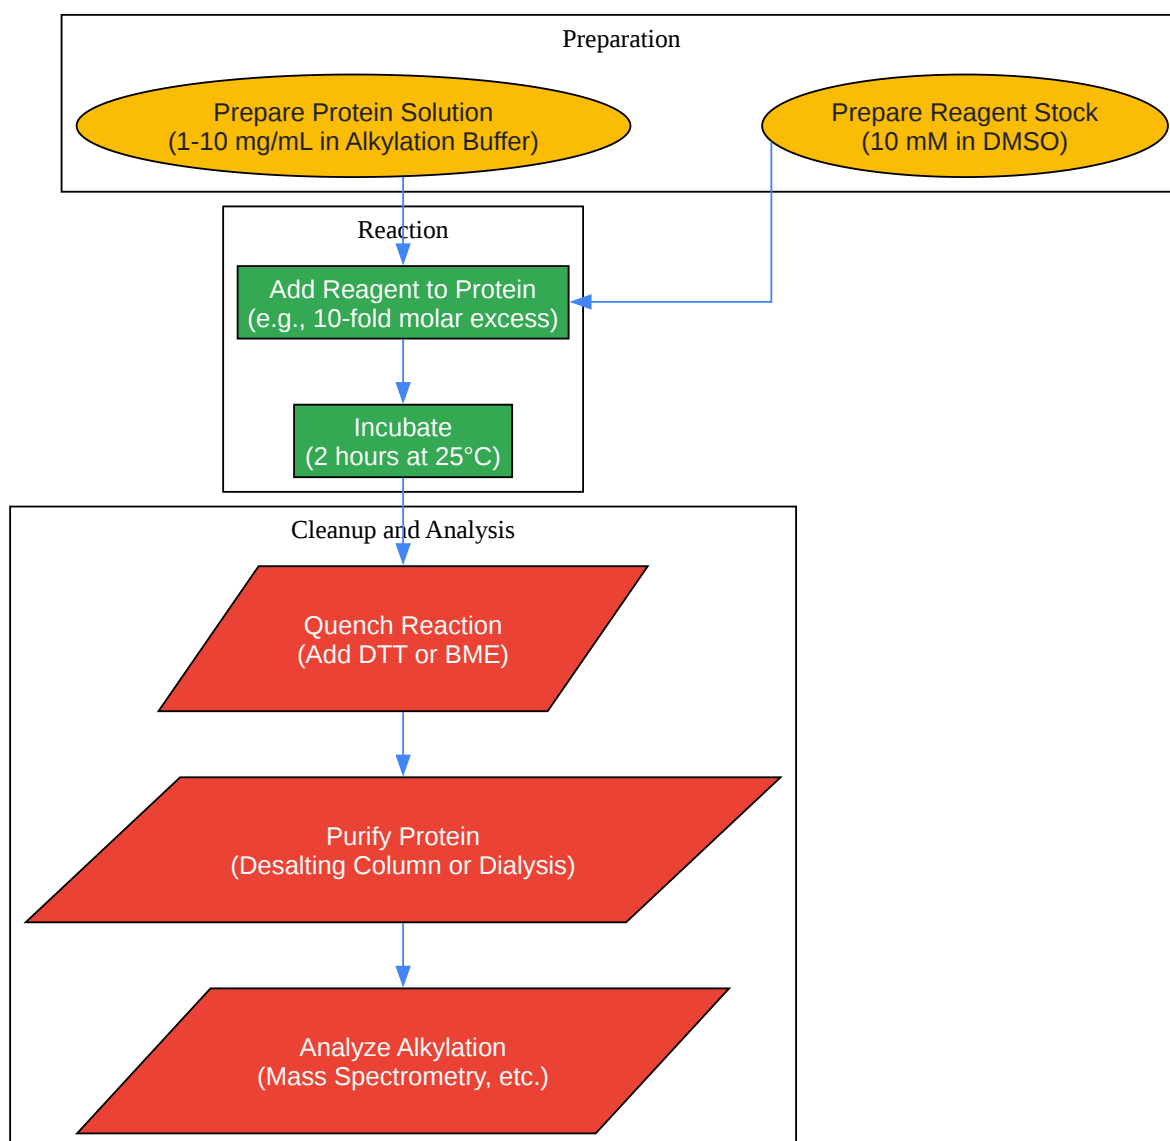 Preparation
Prepare Protein Solution
(1-10 mg/mL in Alkylation Buffer)
Prepare Reagent Stock
(10 mM in DMSO)
Reaction
Add Reagent to Protein
(e.g., 10-fold molar excess)
Incubate
(2 hours at 25°C)
Cleanup and Analysis
Quench Reaction
(Add DTT or BME)
Purify Protein
(Desalting Column or Dialysis)
Analyze Alkylation
(Mass Spectrometry, etc.)